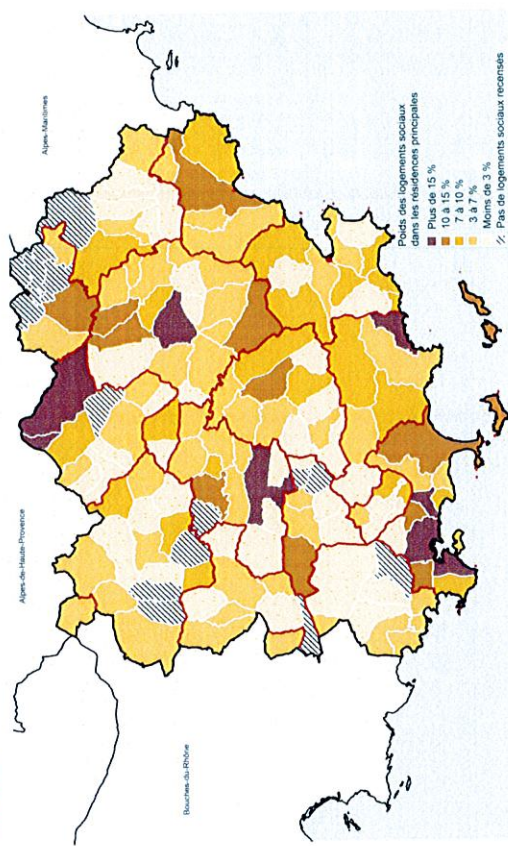 Alpes-Maritimes
Alpes-de-Haute-Provence
Bouches-du-Rhône
Poids des logements sociaux
dans les résidences principales
Plus de 15 %
10 à 15 %
7 à 10 %
3 à 7 %
Moins de 3 %
Pas de logements sociaux recensés